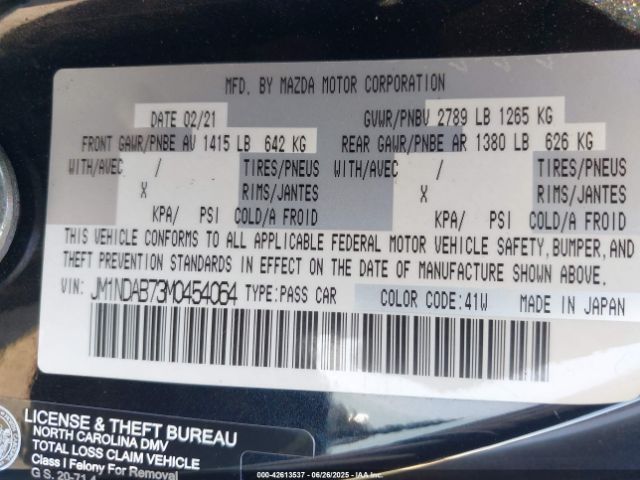 MFD. BY MAZDA MOTOR CORPORATION
DATE 02/21 GVWR/PNBV 2789 LB 1265 KG
FRONT GAWR/PNBE AV 1415 LB 642 KG REAR GAWR/PNBE AR 1380 LB 626 KG
WITH/AVEC / TIRES/PNEUS WITH/AVEC / TIRES/PNEUS
X RIMS/JANTES X RIMS/JANTES
KPA/ PSI COLD/A FROID KPA/ PSI COLD/A FROID
THIS VEHICLE CONFORMS TO ALL APPLICABLE FEDERAL MOTOR VEHICLE SAFETY, BUMPER, AND
THEFT PREVENTION STANDARDS IN EFFECT ON THE DATE OF MANUFACTURE SHOWN ABOVE.
VIN: JM1NDAB73M0454064 TYPE:PASS CAR COLOR CODE:41W MADE IN JAPAN
LICENSE & THEFT BUREAU
NORTH CAROLINA DMV
TOTAL LOSS CLAIM VEHICLE
Class I Felony For Removal
G.S. 20-71.4
000-42613537 06/26/2025 IAAI.COM